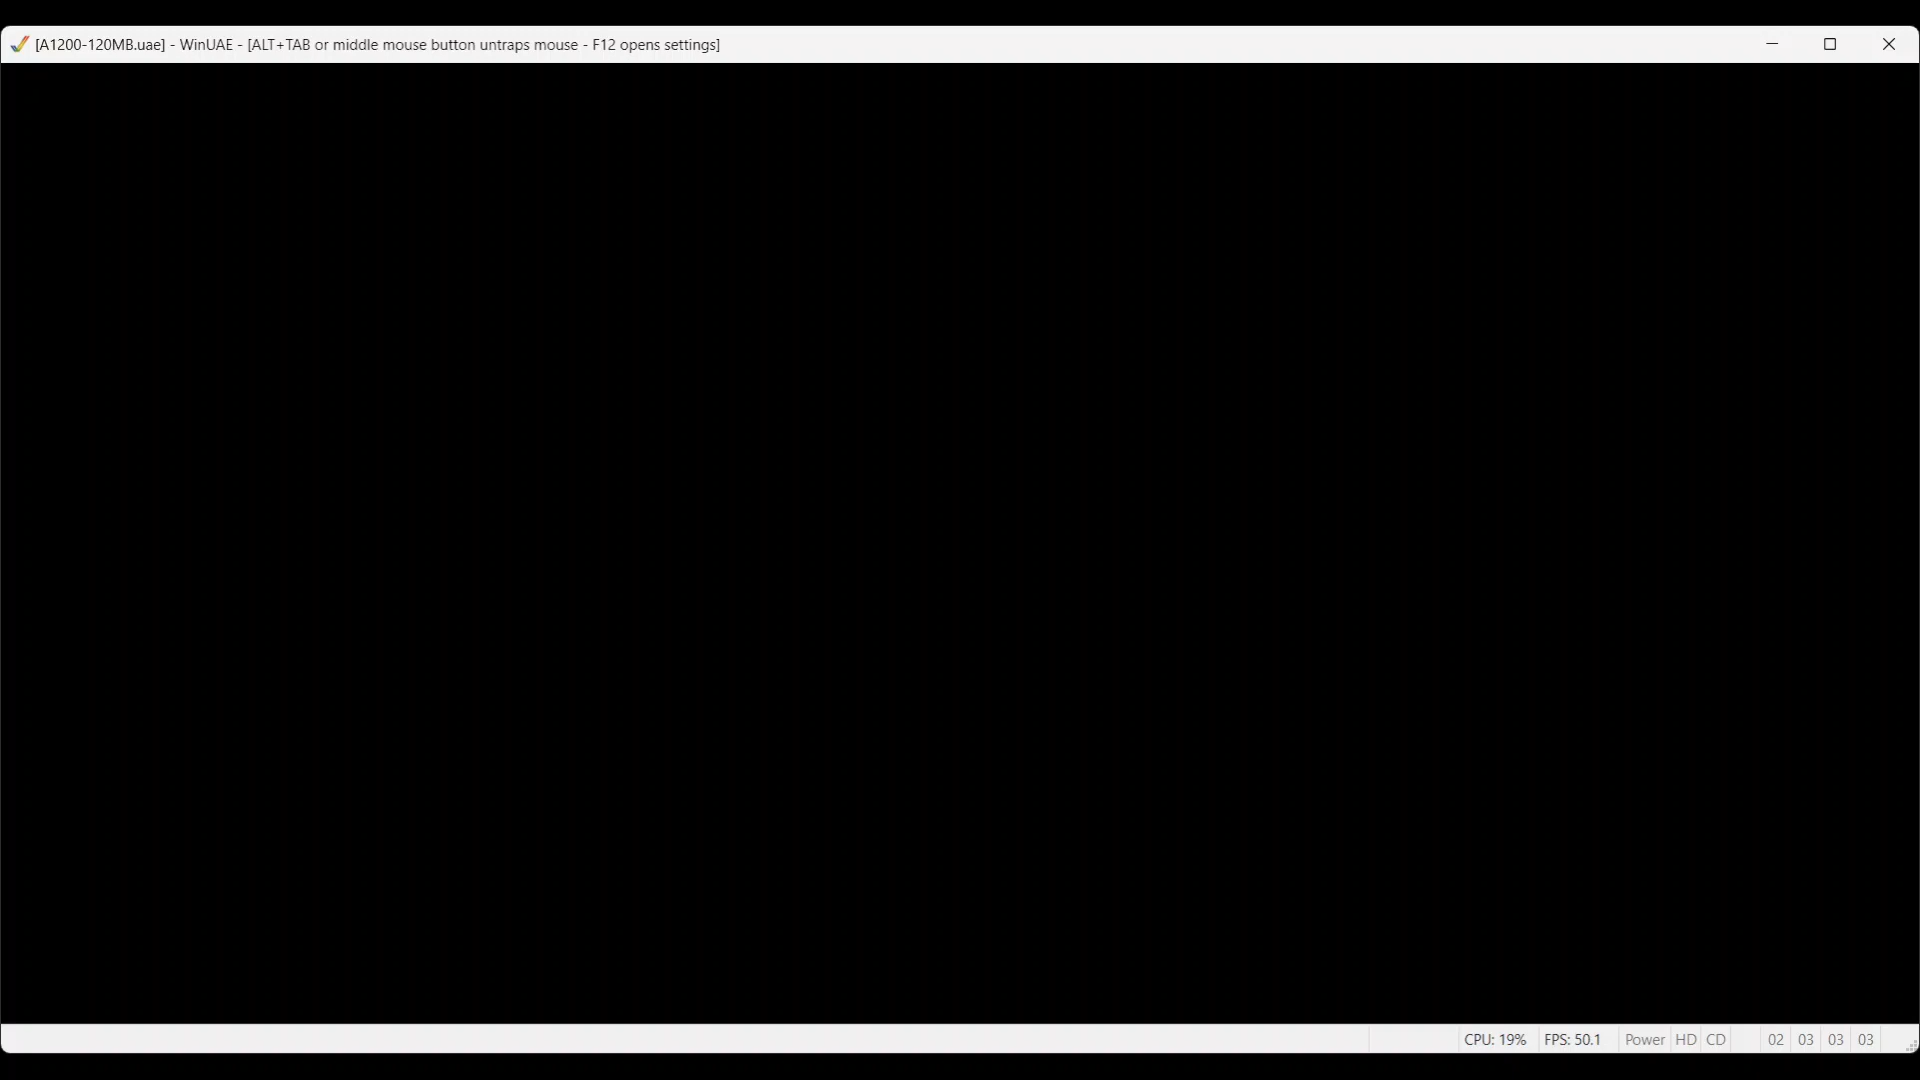 [A1200-120MB.uae] - WinUAE - [ALT+TAB or middle mouse button untraps mouse - F12 opens settings]
CPU: 19% FPS: 50.1 Power HD CD 02 03 03 03